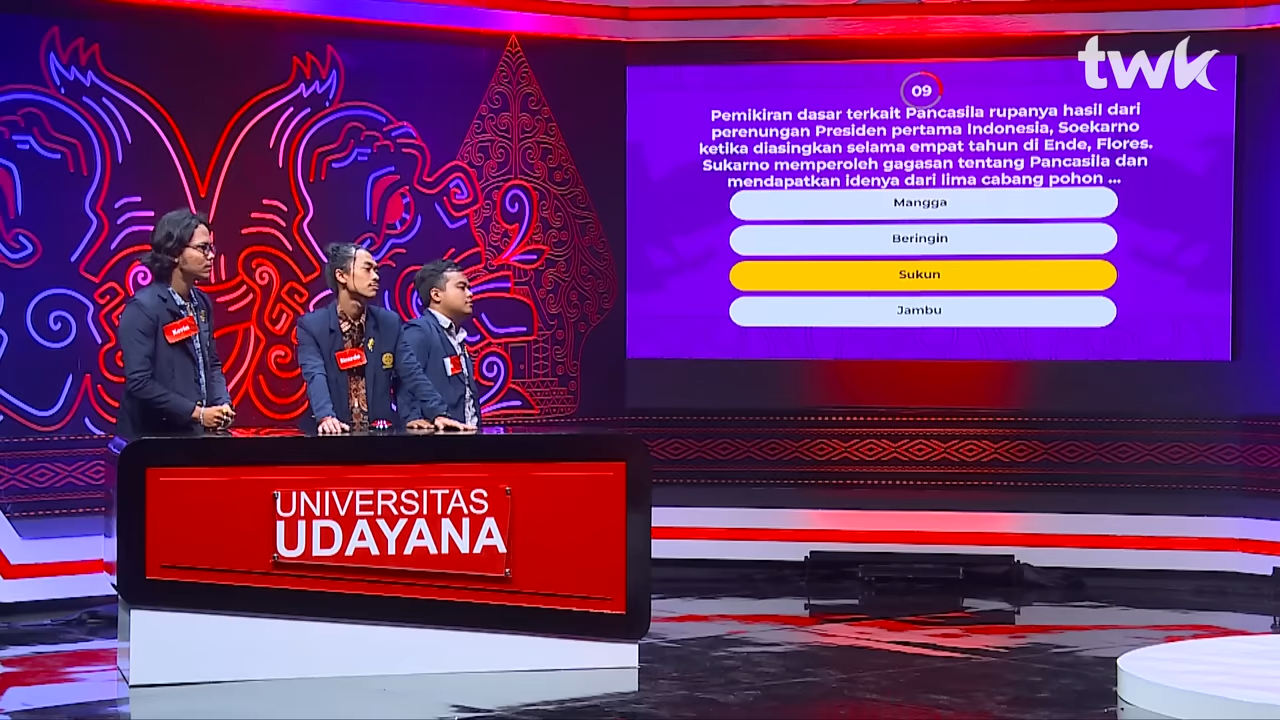 twk
09
Pemikiran dasar terkait Pancasila rupanya hasil dari
perenungan Presiden pertama Indonesia, Soekarno
ketika diasingkan selama empat tahun di Ende, Flores.
Sukarno memperoleh gagasan tentang Pancasila dan
mendapatkan idenya dari lima cabang pohon ...
Mangga
Beringin
Sukun
Jambu
Kevin
UNIVERSITAS
UDAYANA